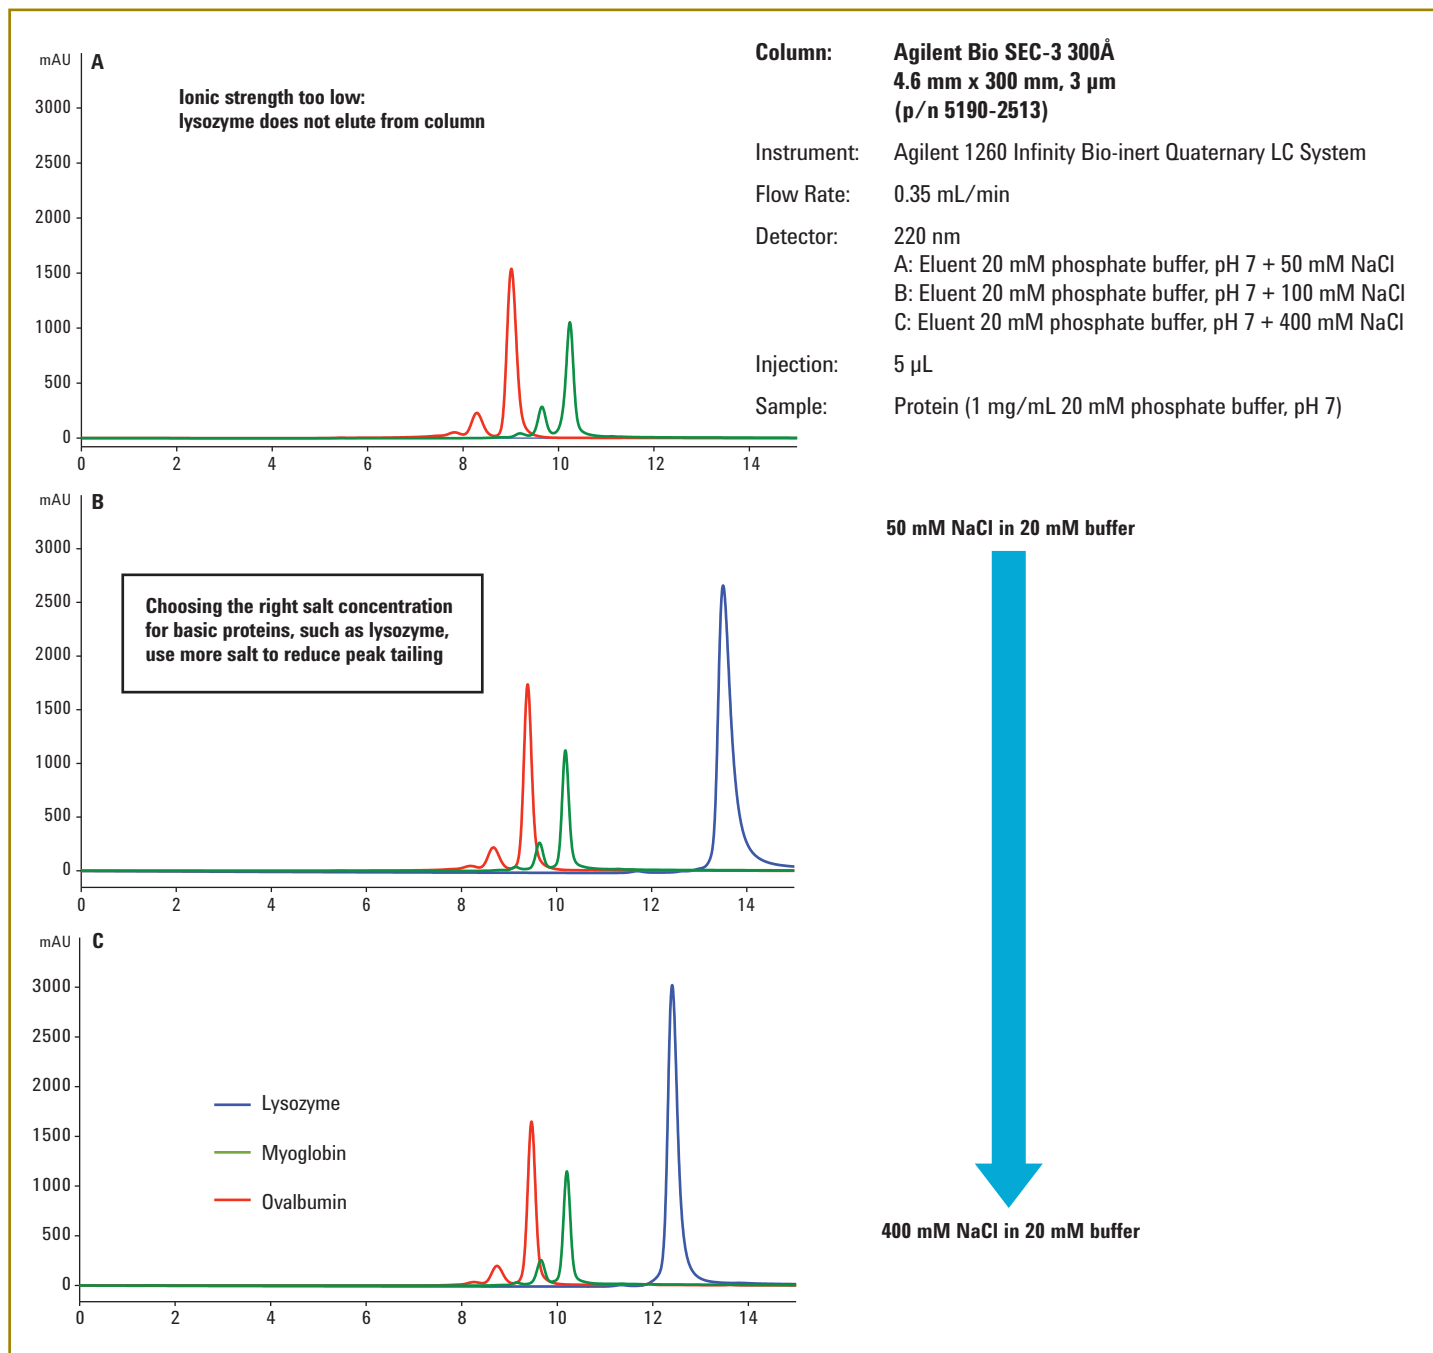 mAU
A
Ionic strength too low:
lysozyme does not elute from column
3000
2500
2000
1500
1000
500
0
0 2 4 6 8 10 12 14
Column: Agilent Bio SEC-3 300Å
4.6 mm x 300 mm, 3 µm
(p/n 5190-2513)
Instrument: Agilent 1260 Infinity Bio-inert Quaternary LC System
Flow Rate: 0.35 mL/min
Detector: 220 nm
A: Eluent 20 mM phosphate buffer, pH 7 + 50 mM NaCl
B: Eluent 20 mM phosphate buffer, pH 7 + 100 mM NaCl
C: Eluent 20 mM phosphate buffer, pH 7 + 400 mM NaCl
Injection: 5 µL
Sample: Protein (1 mg/mL 20 mM phosphate buffer, pH 7)
mAU
B
3000
2500
2000
1500
1000
500
0
Choosing the right salt concentration
for basic proteins, such as lysozyme,
use more salt to reduce peak tailing
0 2 4 6 8 10 12 14
50 mM NaCl in 20 mM buffer
mAU
C
3000
2500
2000
1500
1000
500
0
Lysozyme
Myoglobin
Ovalbumin
0 2 4 6 8 10 12 14
400 mM NaCl in 20 mM buffer